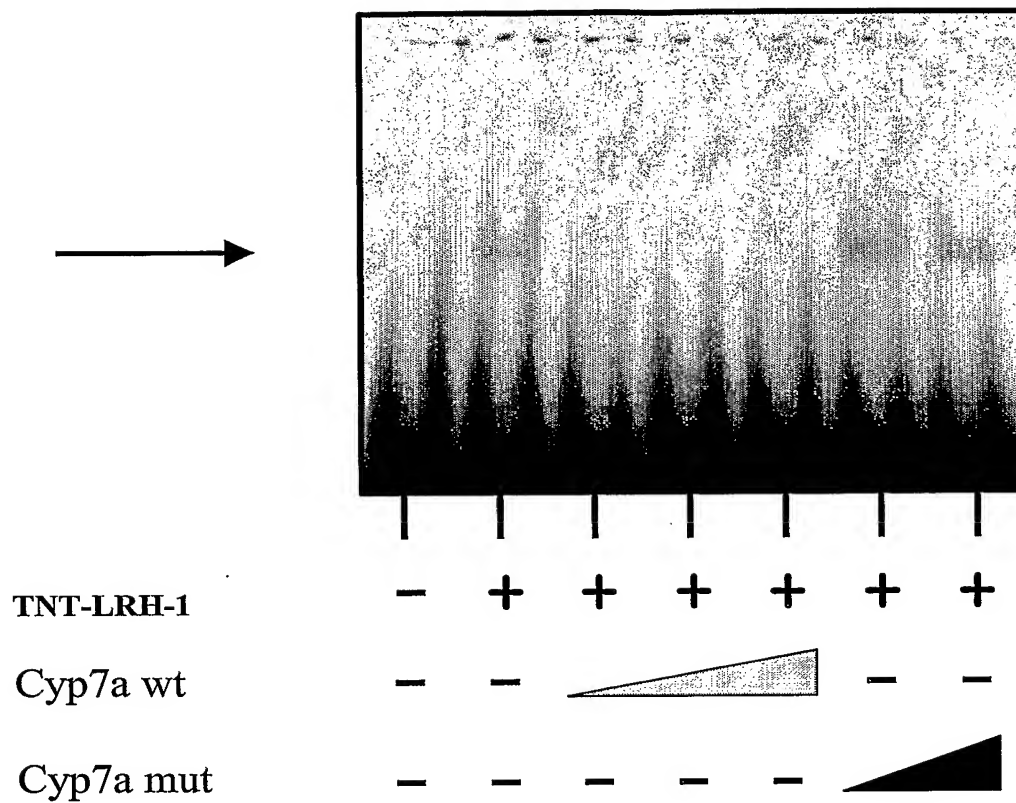 TNT-LRH-1 - + + + + + +
Cyp7a wt - - - -
Cyp7a mut - - - - -